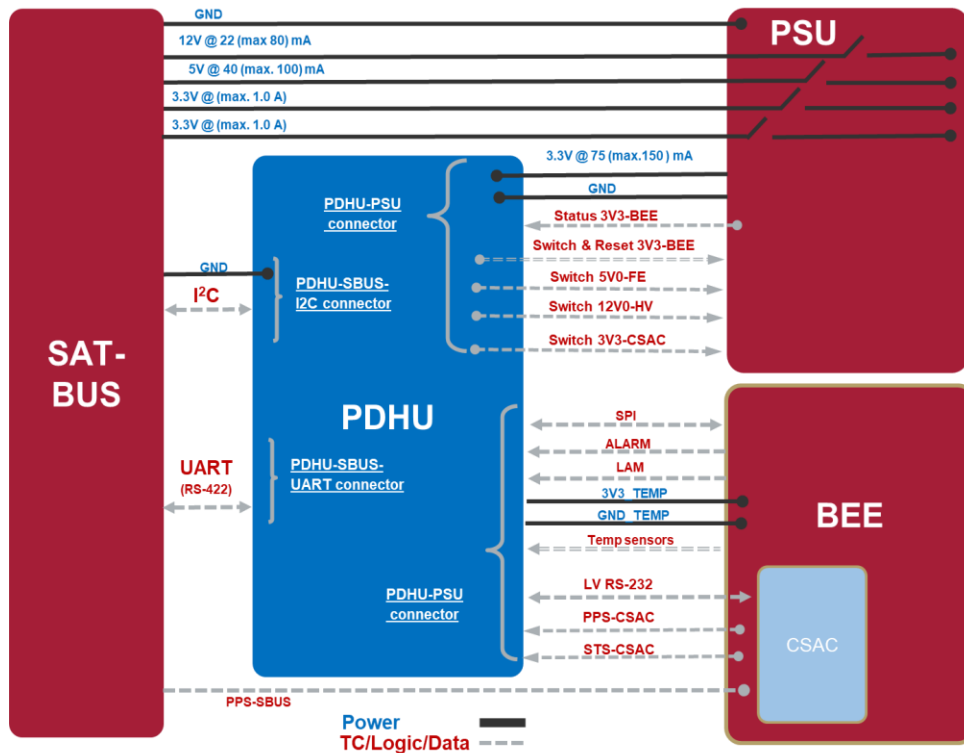 GND
PSU
12V @ 22 (max 80) mA
5V @ 40 (max. 100) mA
3.3V @ (max. 1.0 A)
3.3V @ (max. 1.0 A)
3.3V @ 75 (max.150) mA
GND
PDHU-PSU
connector
Status 3V3-BEE
Switch & Reset 3V3-BEE
GND
PDHU-SBUS-
I2C connector
Switch 5V0-FE
I²C
Switch 12V0-HV
Switch 3V3-CSAC
SAT-
BUS
PDHU
SPI
ALARM
LAM
UART
(RS-422)
PDHU-SBUS-
UART connector
3V3_TEMP
GND_TEMP
BEE
Temp sensors
LV RS-232
PDHU-PSU
connector
PPS-CSAC
STS-CSAC
CSAC
PPS-SBUS
Power
TC/Logic/Data